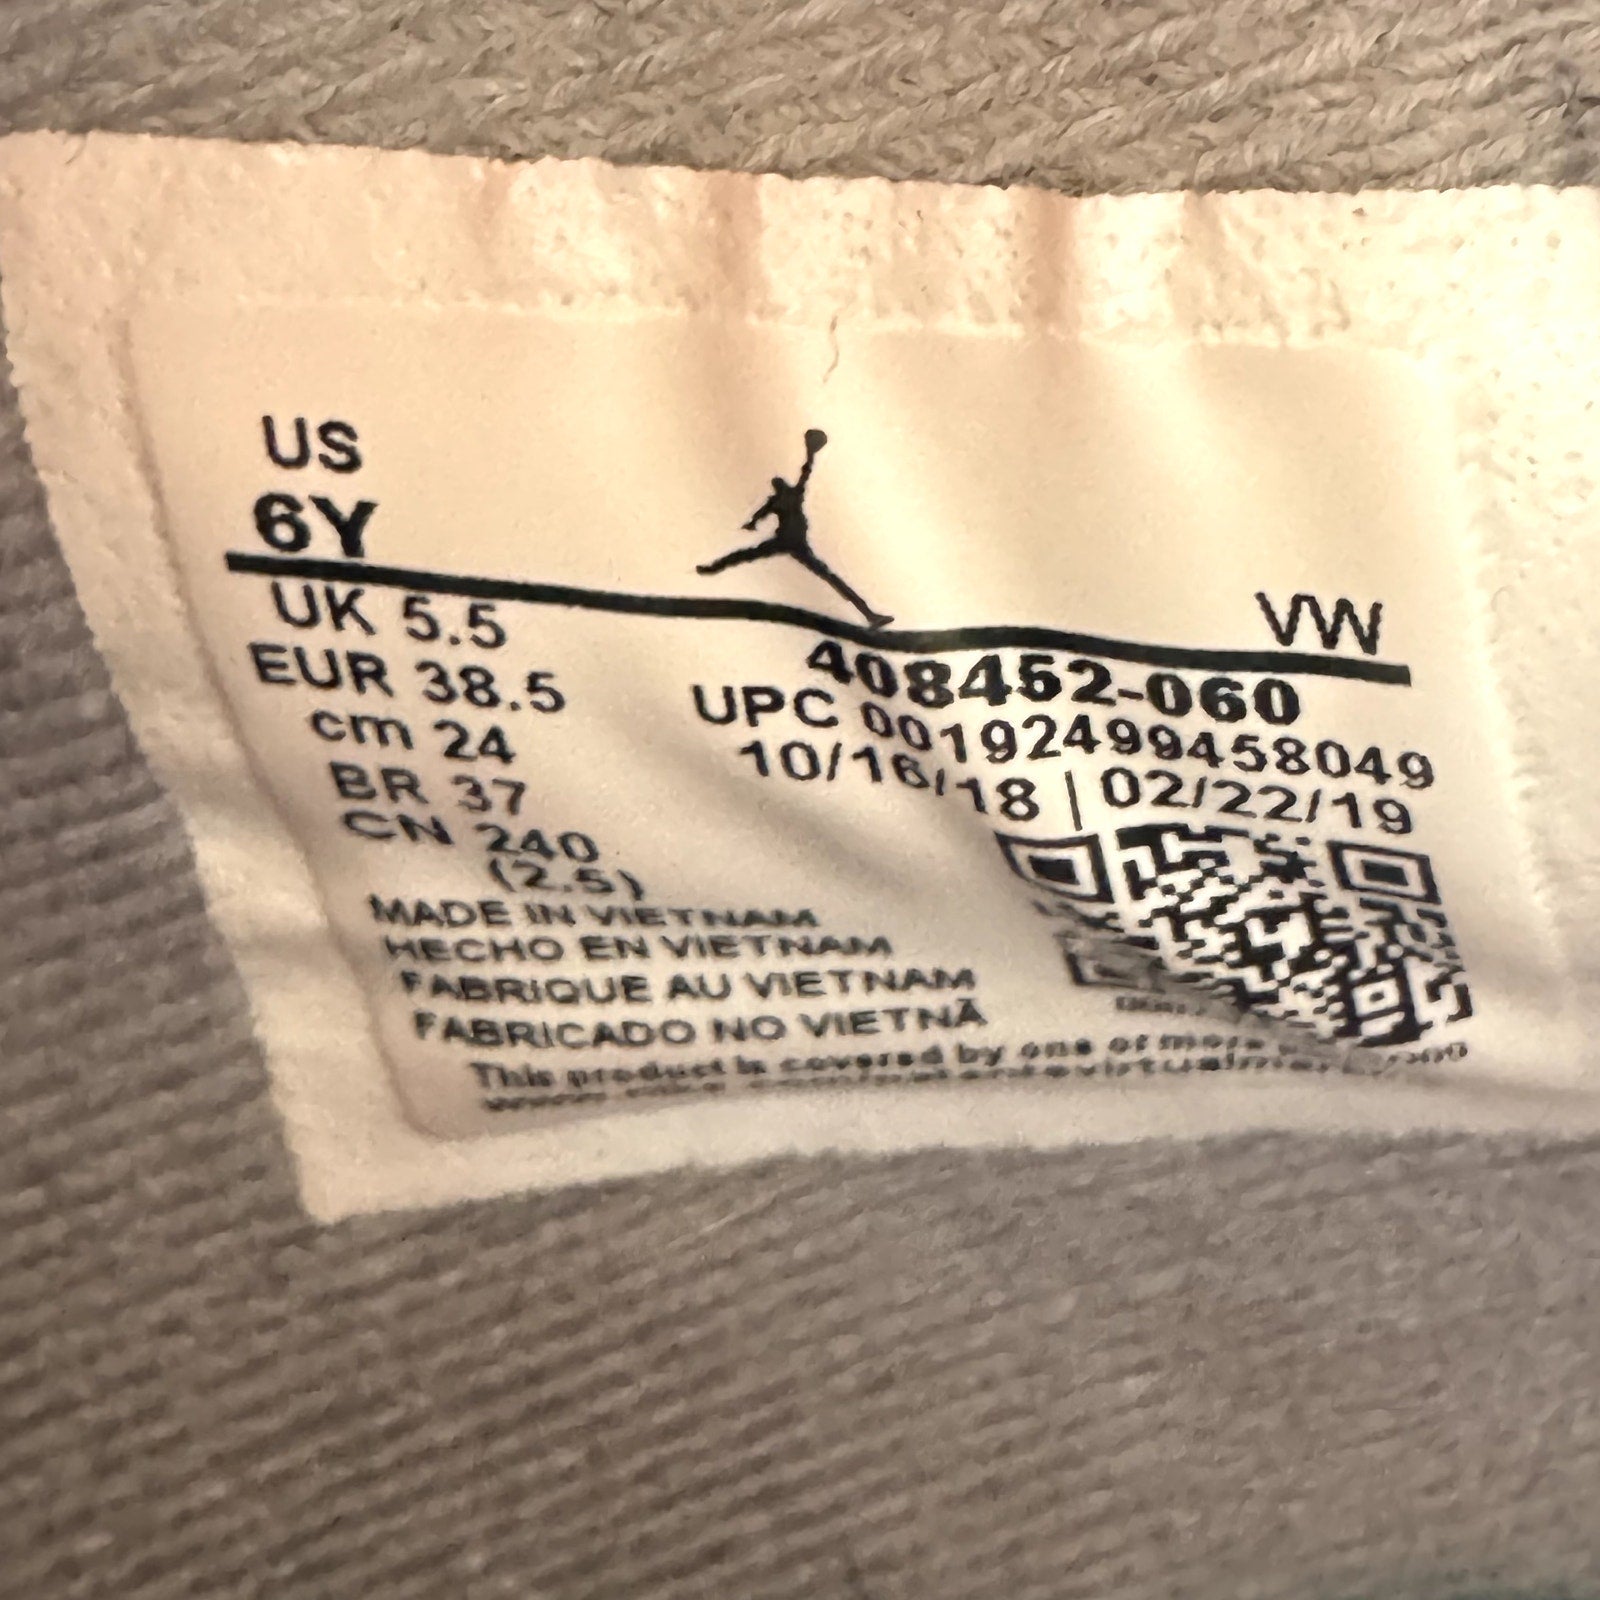 US
6Y
VW
UK 5.5
EUR 38.5
cm 24
BR 37
CN 240
(2.5)
408452-060
UPC 00192499458049
10/16/18 | 02/22/19
MADE IN VIETNAM
HECHO EN VIETNAM
FABRIQUE AU VIETNAM
FABRICADO NO VIETNÃ
This product is covered by one or more